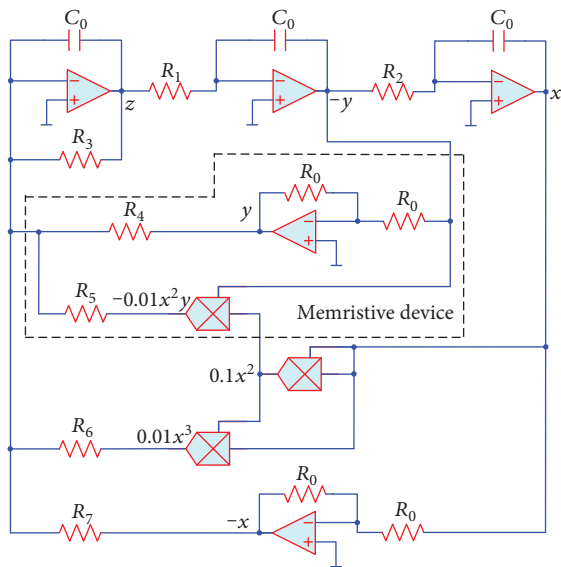 C₀ C₀ C₀
R₁ R₂
z −y x
R₃
R₀
R₄ y R₀
R₅ −0.01x²y
Memristive device
0.1x²
0.01x³
R₆
R₀
R₇ −x R₀